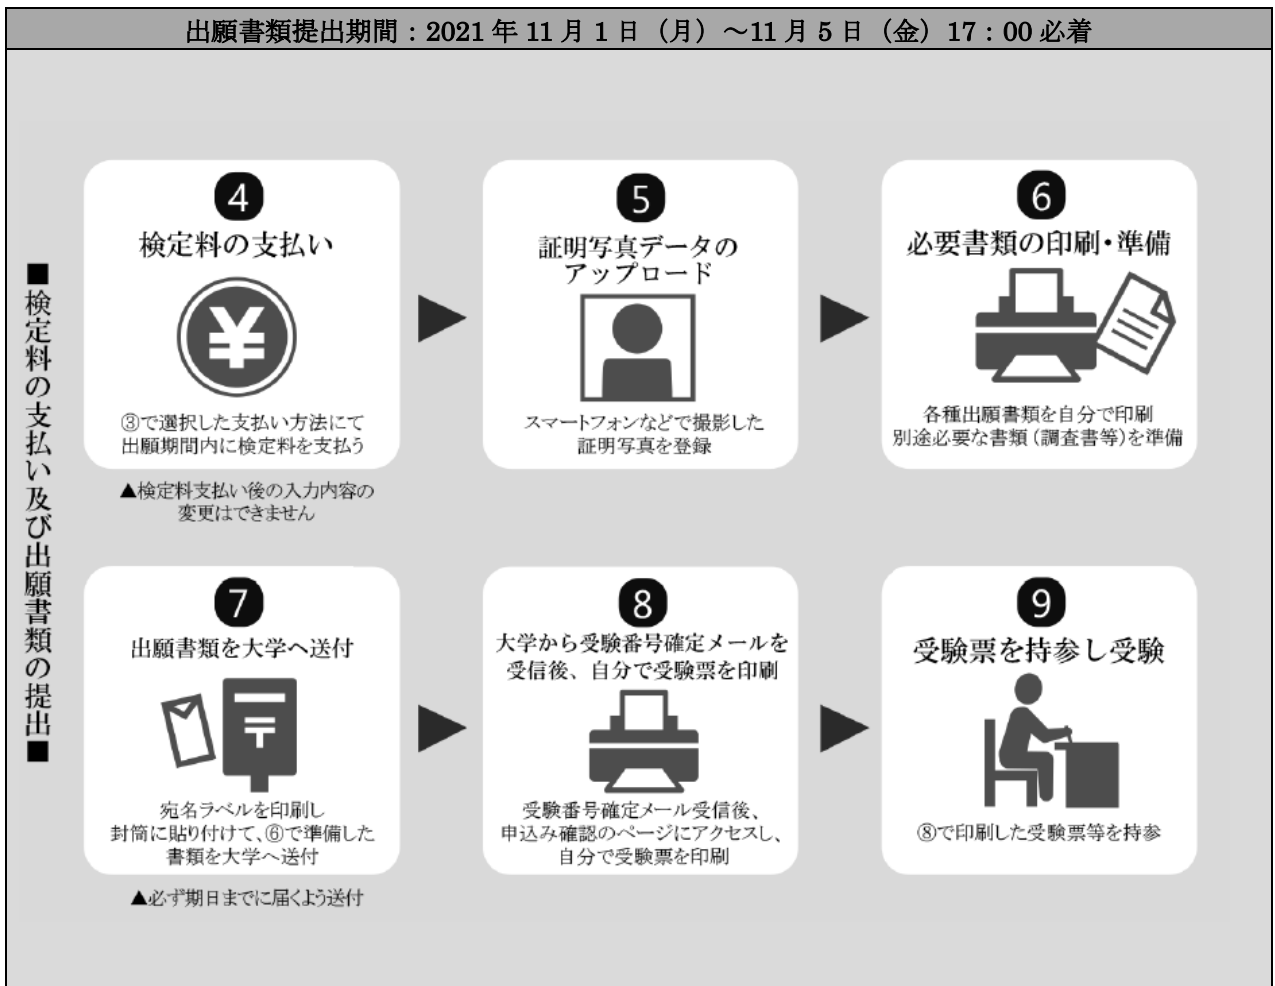 出願書類提出期間：2021 年 11 月 1 日（月）～11 月 5 日（金）17：00 必着
■検定料の支払い及び出願書類の提出■
4
検定料の支払い
¥
③で選択した支払い方法にて
出願期間内に検定料を支払う
▲検定料支払い後の入力内容の
変更はできません
5
証明写真データの
アップロード
スマートフォンなどで撮影した
証明写真を登録
6
必要書類の印刷・準備
各種出願書類を自分で印刷
別途必要な書類（調査書等）を準備
7
出願書類を大学へ送付
〒
宛名ラベルを印刷し
封筒に貼り付けて、⑥で準備した
書類を大学へ送付
▲必ず期日までに届くよう送付
8
大学から受験番号確定メールを
受信後、自分で受験票を印刷
受験番号確定メール受信後、
申込み確認のページにアクセスし、
自分で受験票を印刷
9
受験票を持参し受験
⑧で印刷した受験票等を持参